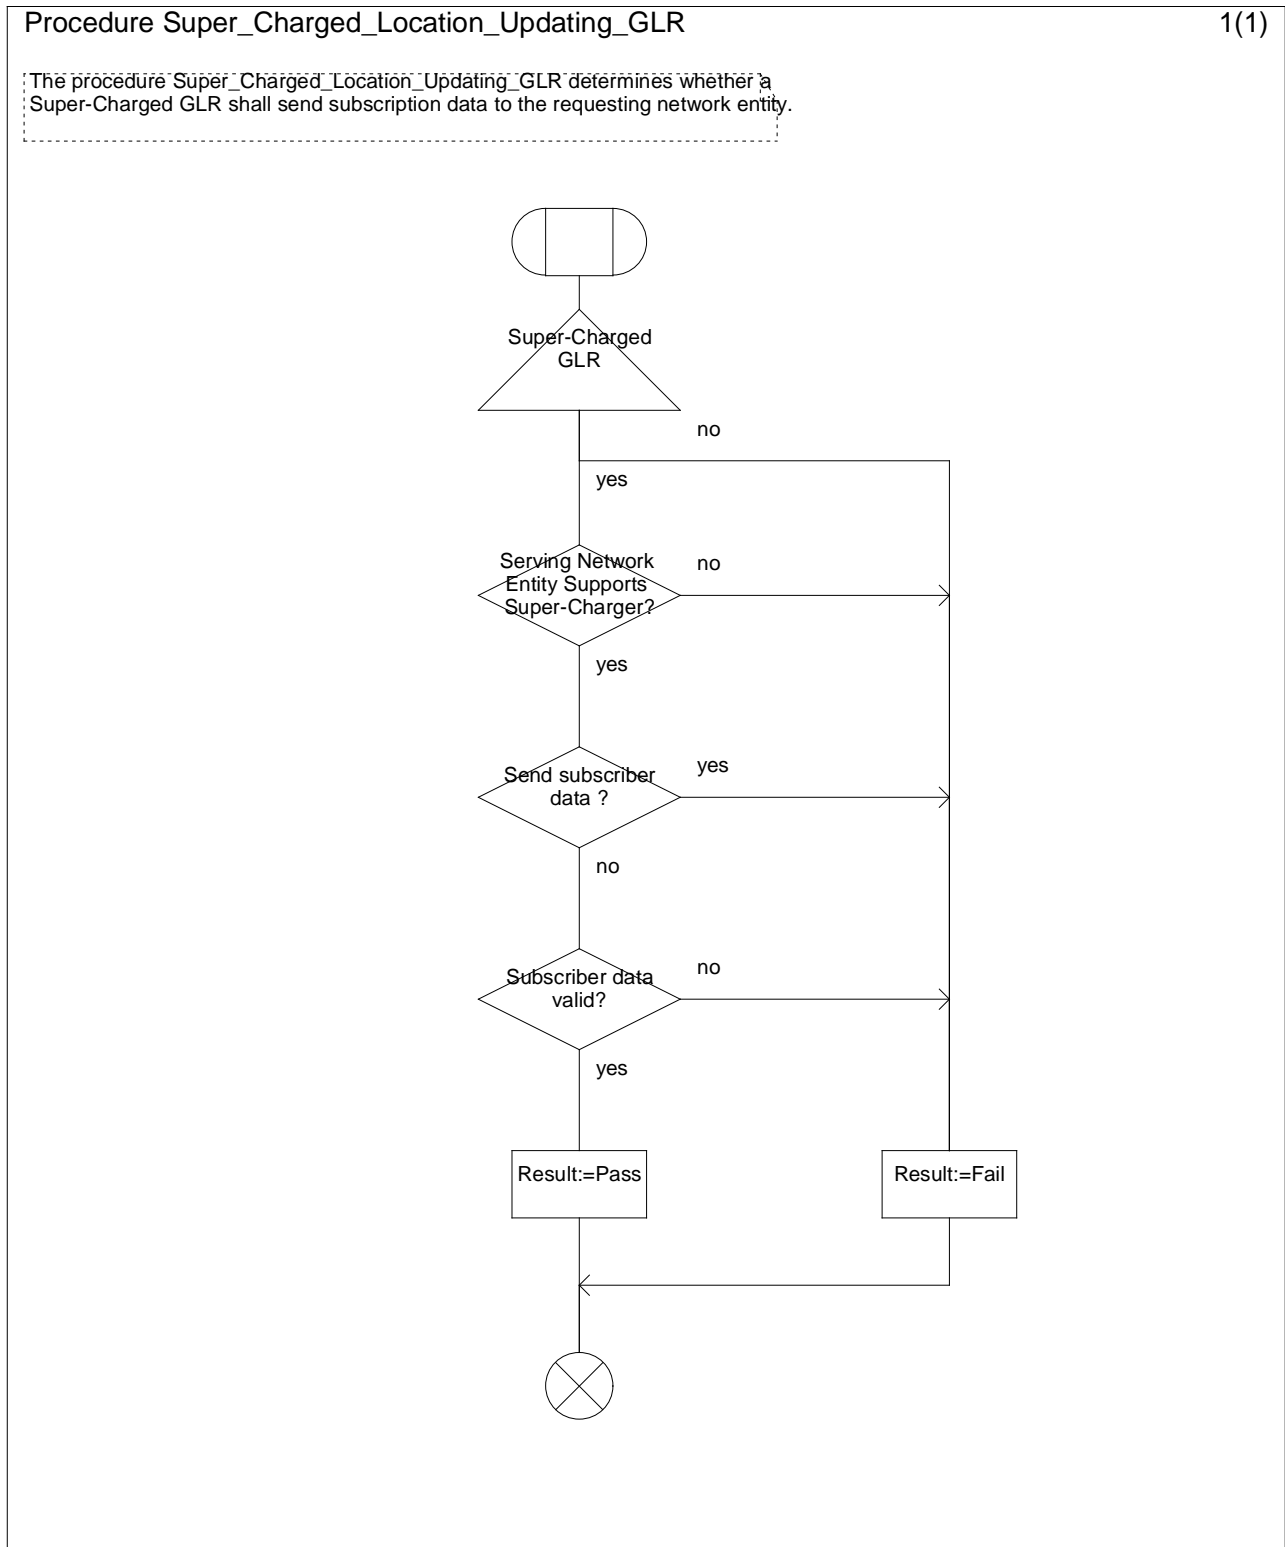 Procedure Super_Charged_Location_Updating_GLR
1(1)
The procedure Super_Charged_Location_Updating_GLR determines whether a
Super-Charged GLR shall send subscription data to the requesting network entity.
Super-Charged
GLR
no
yes
Serving Network
Entity Supports
Super-Charger?
no
yes
Send subscriber
data ?
yes
no
Subscriber data
valid?
no
yes
Result:=Pass
Result:=Fail